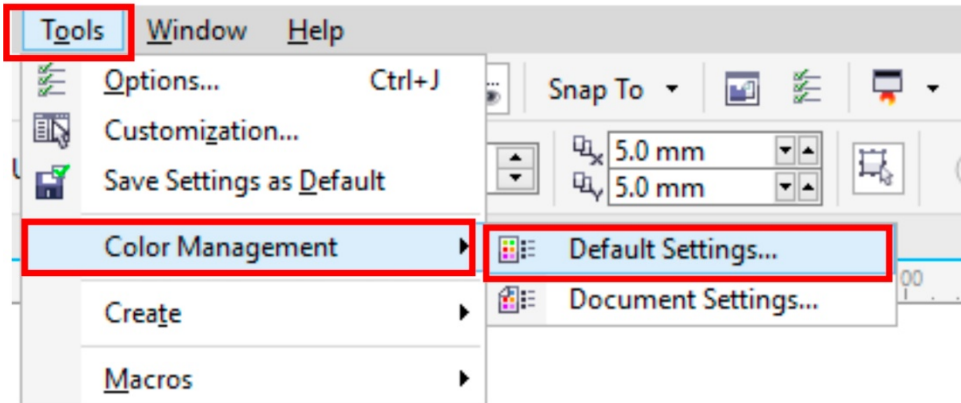 Tools Window Help
Options... Ctrl+J
Snap To
Customization...
5.0 mm
Save Settings as Default
5.0 mm
Color Management
Default Settings...
00
Document Settings...
Create
Macros